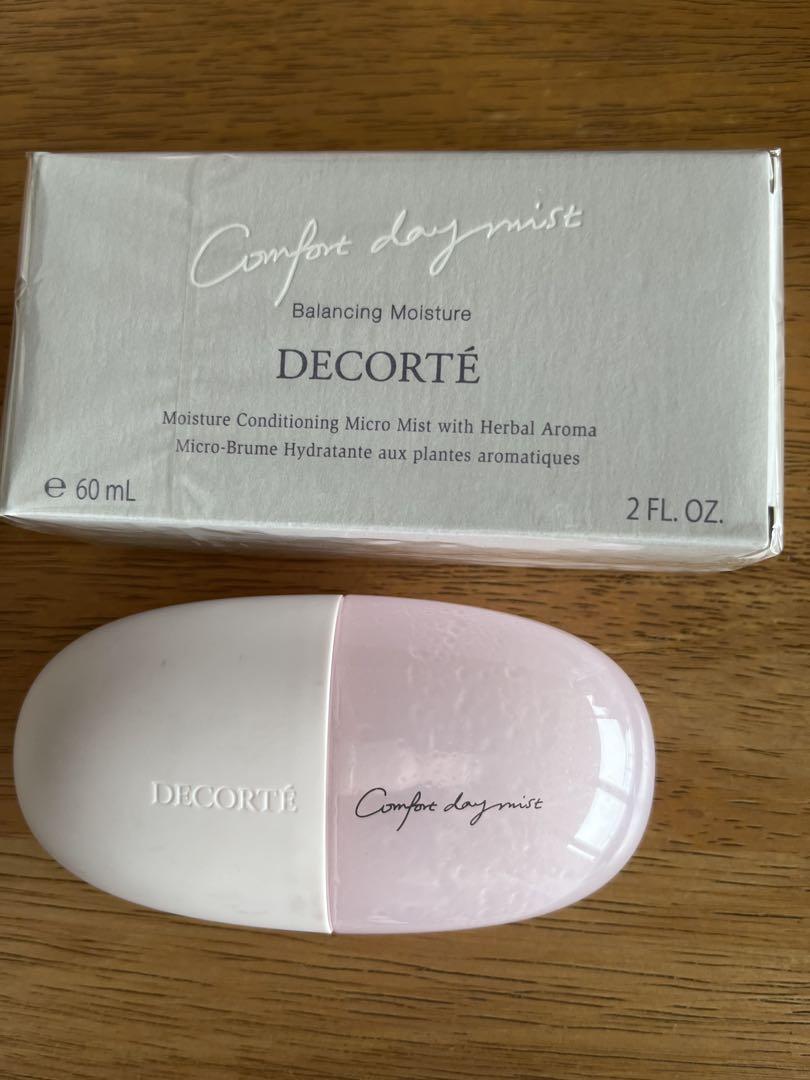 Comfort day mist
Balancing Moisture
DECORTÉ
Moisture Conditioning Micro Mist with Herbal Aroma
Micro-Brume Hydratante aux plantes aromatiques
℮ 60 mL
2 FL. OZ.
DECORTÉ
Comfort day mist